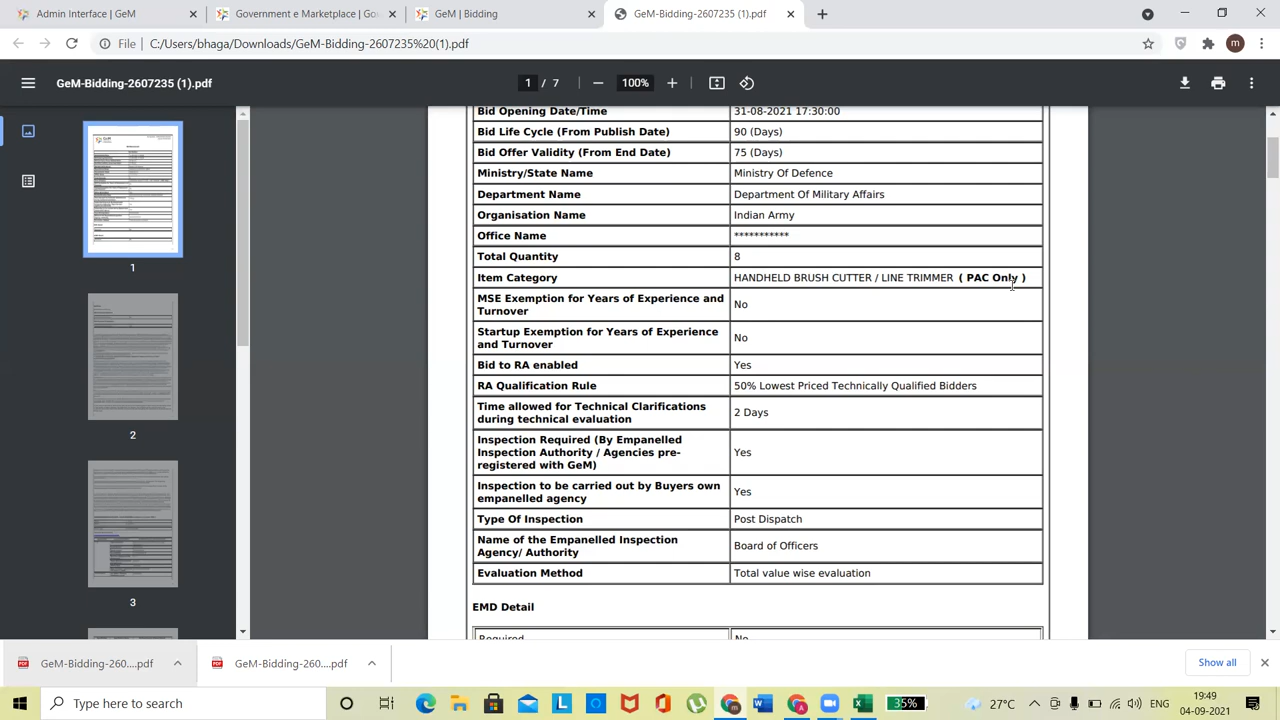 Admin Interface | GeM
Government e Marketplace | Go
GeM | Bidding
GeM-Bidding-2607235 (1).pdf
File C:/Users/bhaga/Downloads/GeM-Bidding-2607235%20(1).pdf
m
GeM-Bidding-2607235 (1).pdf
1 / 7
100%
Bid Opening Date/Time 31-08-2021 17:30:00
Bid Life Cycle (From Publish Date) 90 (Days)
Bid Offer Validity (From End Date) 75 (Days)
Ministry/State Name Ministry Of Defence
Department Name Department Of Military Affairs
Organisation Name Indian Army
Office Name ***********
Total Quantity 8
Item Category HANDHELD BRUSH CUTTER / LINE TRIMMER ( PAC Only )
MSE Exemption for Years of Experience and
Turnover
No
Startup Exemption for Years of Experience
and Turnover
No
Bid to RA enabled Yes
RA Qualification Rule 50% Lowest Priced Technically Qualified Bidders
Time allowed for Technical Clarifications
during technical evaluation
2 Days
Inspection Required (By Empanelled
Inspection Authority / Agencies pre-
registered with GeM)
Yes
Inspection to be carried out by Buyers own
empanelled agency
Yes
Type Of Inspection Post Dispatch
Name of the Empanelled Inspection
Agency/ Authority
Board of Officers
Evaluation Method Total value wise evaluation
EMD Detail
Required No
1
2
3
GeM-Bidding-260....pdf
GeM-Bidding-260....pdf
Show all
Type here to search
35%
27°C
ENG
19:49
04-09-2021